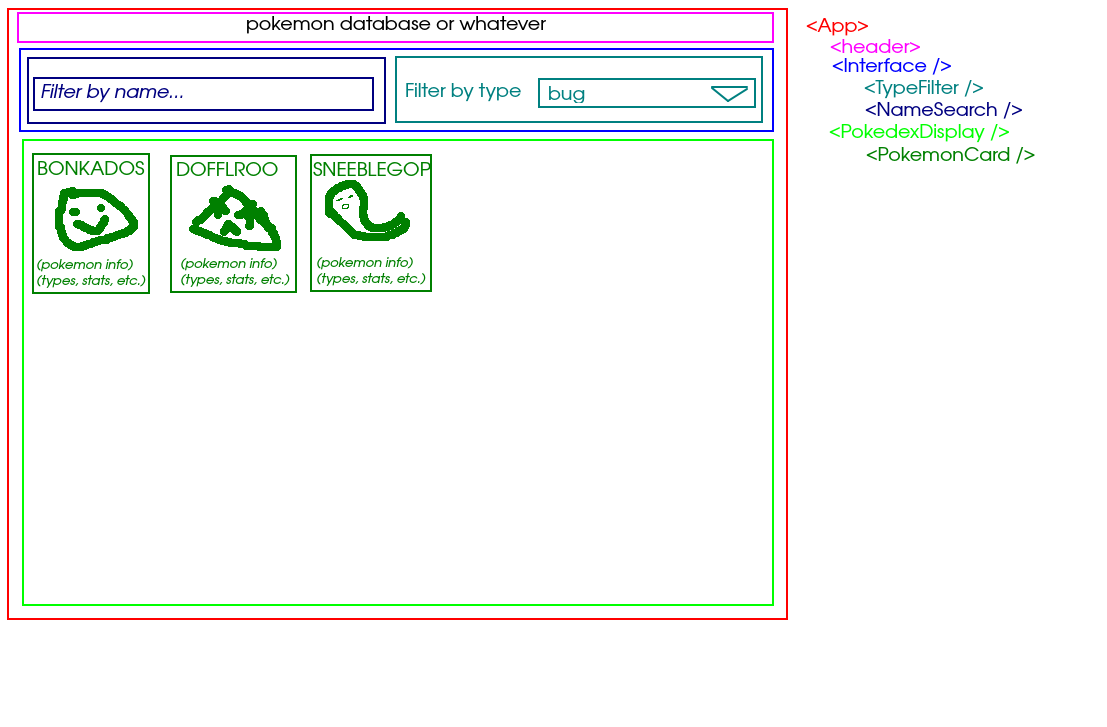 pokemon database or whatever
Filter by name...
Filter by type
bug
BONKADOS
(pokemon info)
(types, stats, etc.)
DOFFLROO
(pokemon info)
(types, stats, etc.)
SNEEBLEGOP
(pokemon info)
(types, stats, etc.)
<App>
<header>
<Interface />
<TypeFilter />
<NameSearch />
<PokedexDisplay />
<PokemonCard />